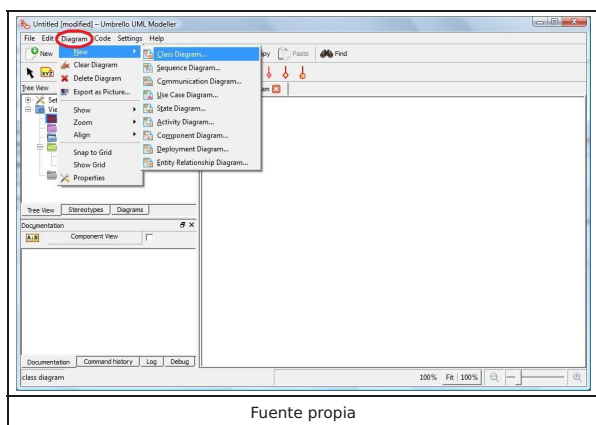 Untitled [modified] – Umbrello UML Modeller
File Edit Diagram Code Settings Help
New Paste Find
New
Class Diagram...
Clear Diagram
Sequence Diagram...
Delete Diagram
Communication Diagram...
Export as Picture...
Use Case Diagram...
Show
State Diagram...
Zoom
Activity Diagram...
Align
Component Diagram...
Snap to Grid
Deployment Diagram...
Show Grid
Entity Relationship Diagram...
Properties
Tree View
Tree View Stereotypes Diagrams
Documentation
A B Component View
Documentation Command history Log Debug
class diagram 100% Fit 100%
Fuente propia